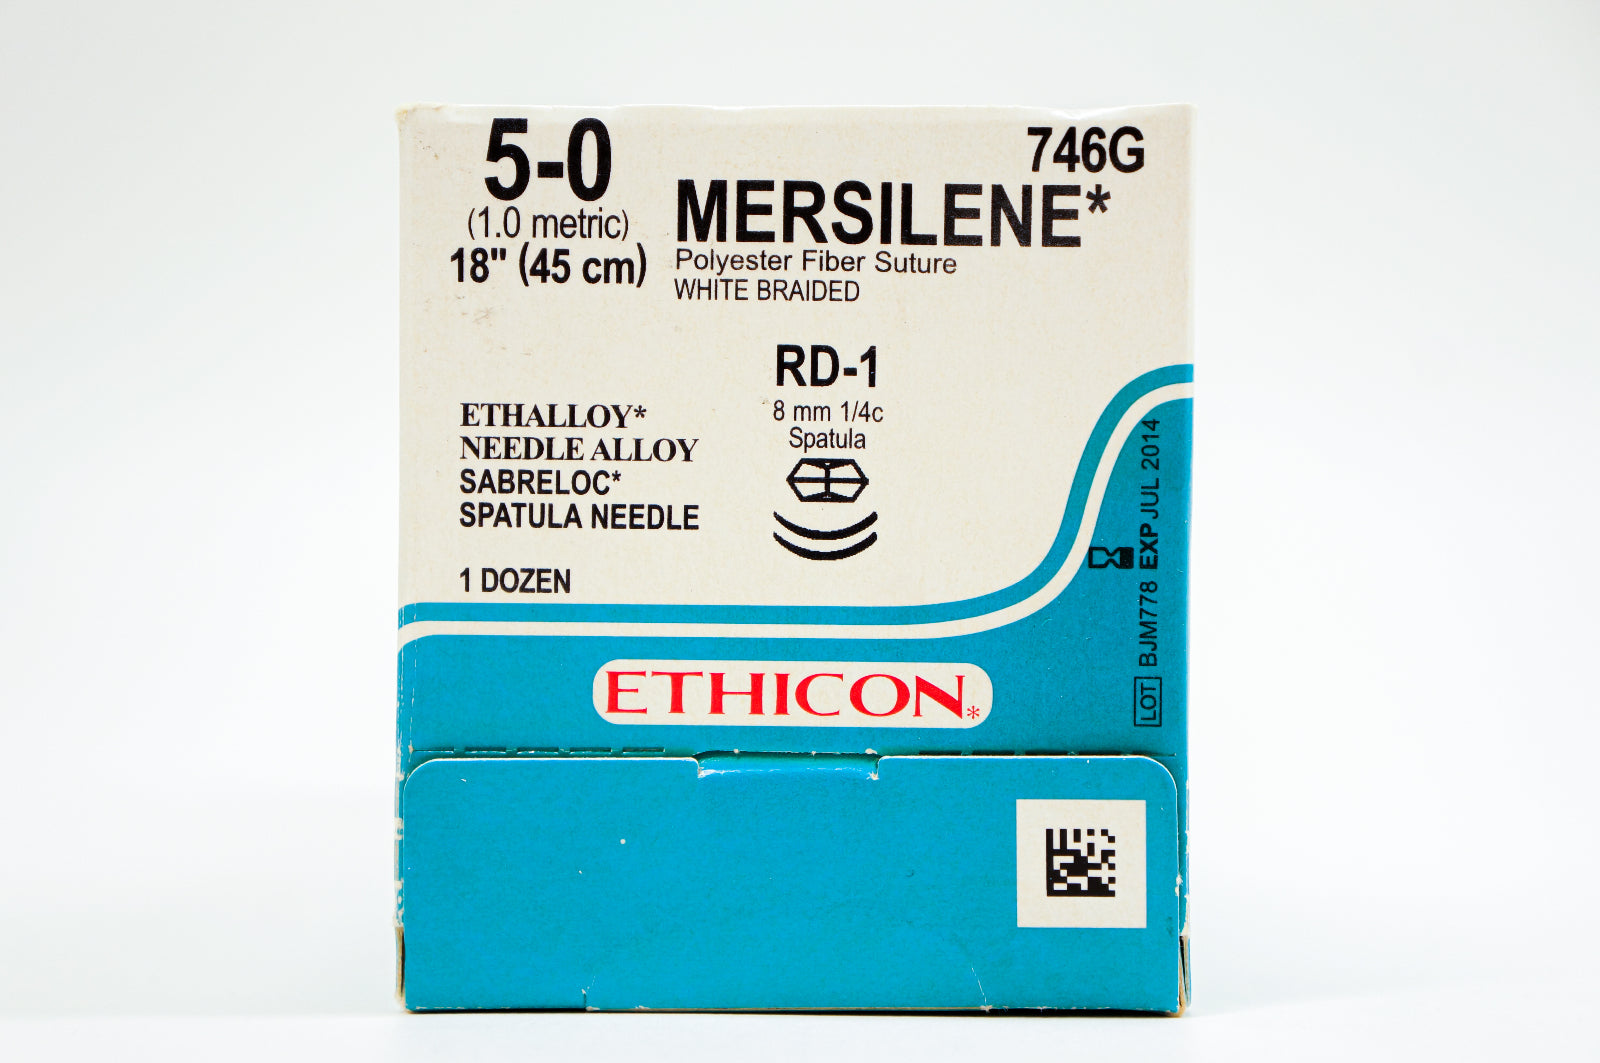 5-0
(1.0 metric)
18" (45 cm)
746G
MERSILENE*
Polyester Fiber Suture
WHITE BRAIDED
RD-1
8 mm 1/4c
Spatula
ETHALLOY*
NEEDLE ALLOY
SABRELOC*
SPATULA NEEDLE
1 DOZEN
LOT BJM778 EXP JUL 2014
ETHICON*